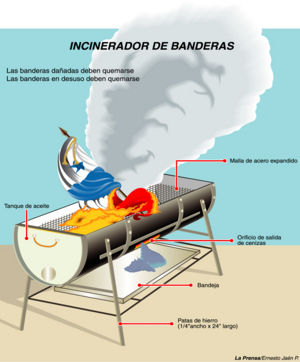 INCINERADOR DE BANDERAS
Las banderas dañadas deben quemarse
Las banderas en desuso deben quemarse
Malla de acero expandido
Tanque de aceite
Orificio de salida
de cenizas
Bandeja
Patas de hierro
(1/4"ancho x 24" largo)
La Prensa/Ernesto Jaén P.